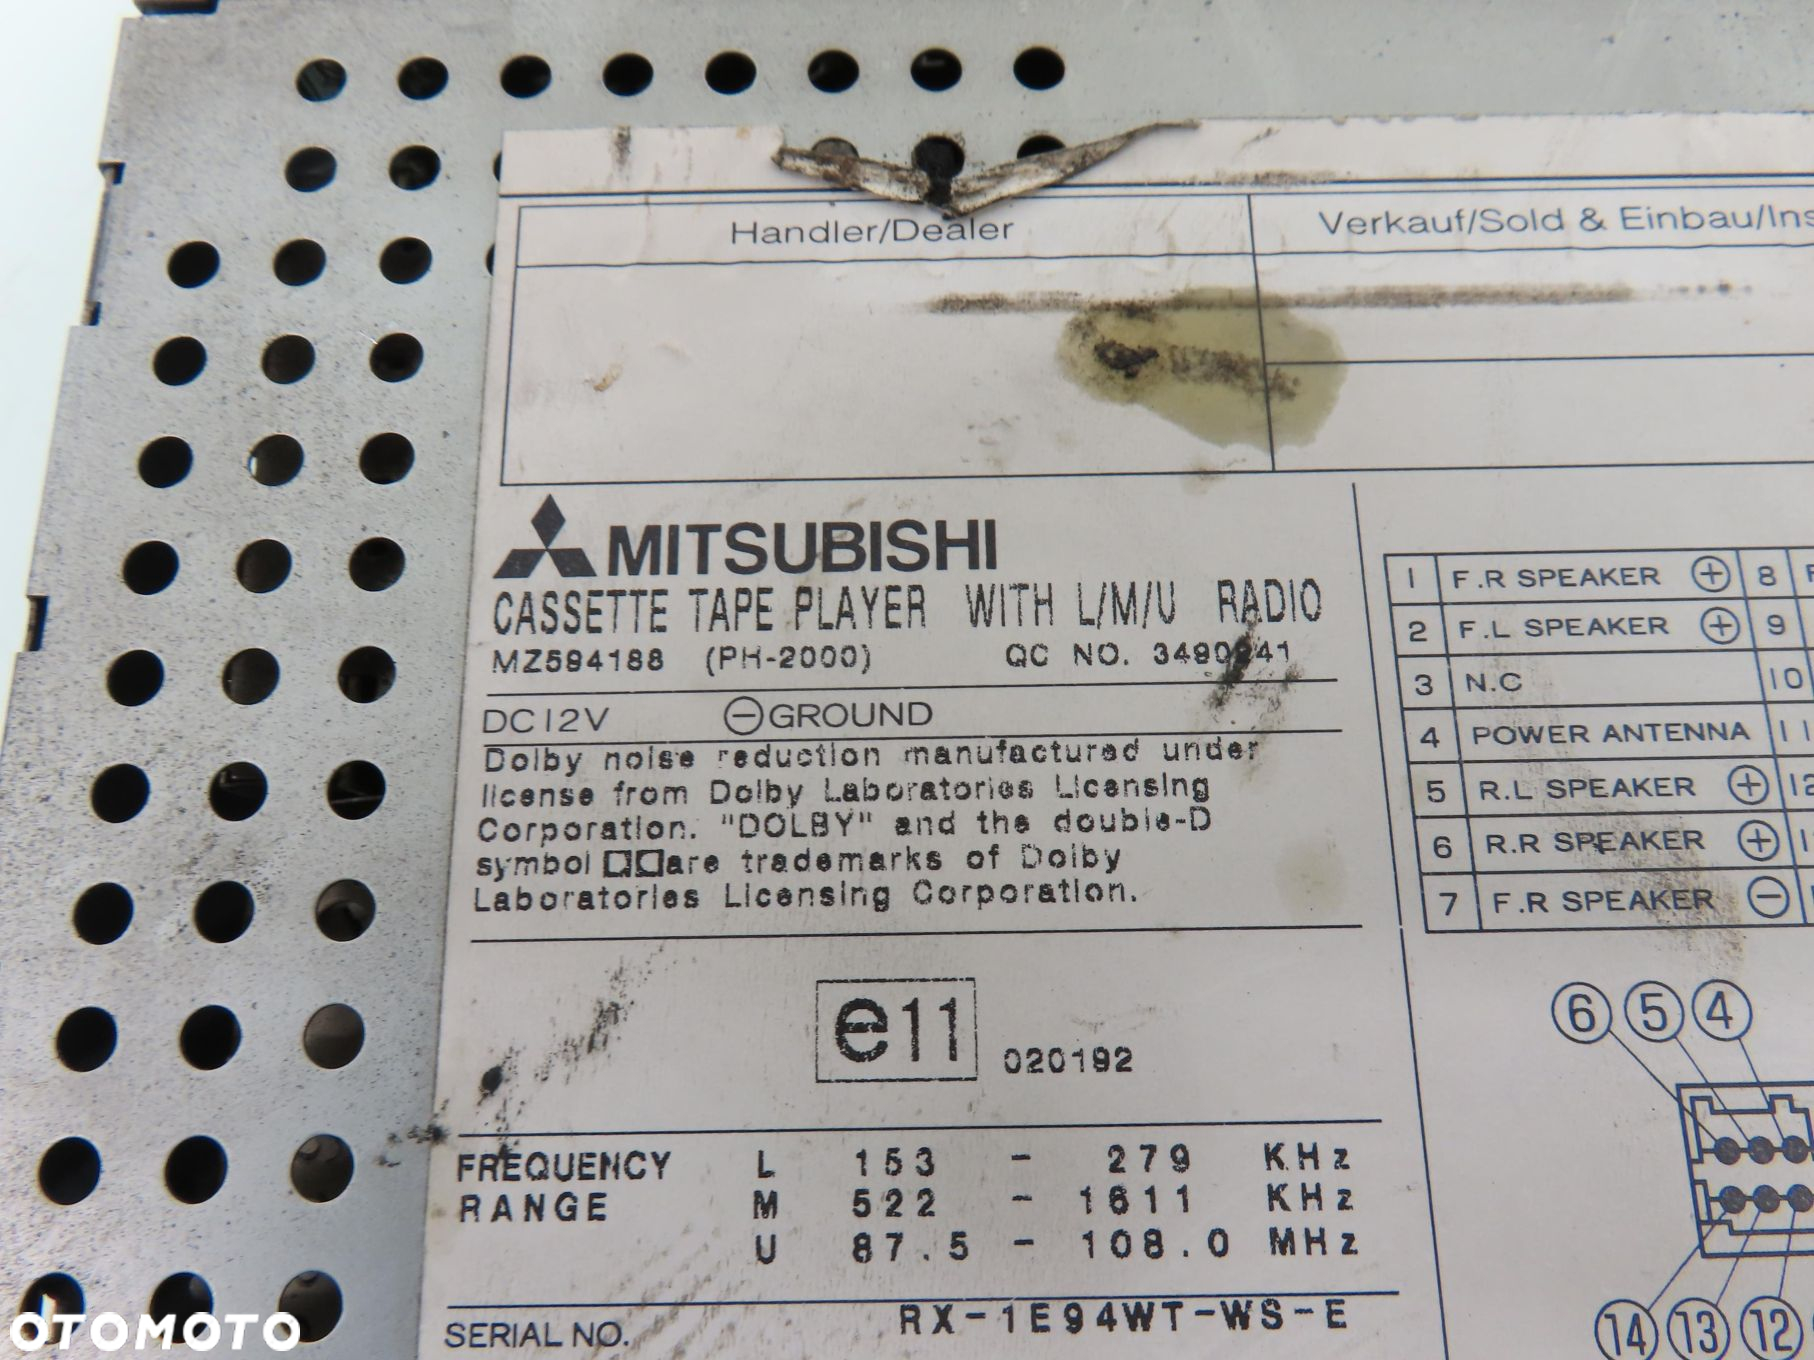 Handler/Dealer
Verkauf/Sold & Einbau/Ins
MITSUBISHI
CASSETTE TAPE PLAYER WITH L/M/U RADIO
MZ594188 (PH-2000) QC NO.
DC12V ⊖GROUND
Dolby noise reduction manufactured under
license from Dolby Laboratories Licensing
Corporation. "DOLBY" and the double-D
symbol □□are trademarks of Dolby
Laboratories Licensing Corporation.
e11 020192
FREQUENCY L 153 - 279 KHz
RANGE M 522 - 1611 KHz
U 87.5 - 108.0 MHz
SERIAL NO. RX-1E94WT-WS-E
1 F.R SPEAKER ⊕ 8
2 F.L SPEAKER ⊕ 9
3 N.C 10
4 POWER ANTENNA 11
5 R.L SPEAKER ⊕ 12
6 R.R SPEAKER ⊕
7 F.R SPEAKER ⊖
6 5 4
14 13 12
OTOMOTO